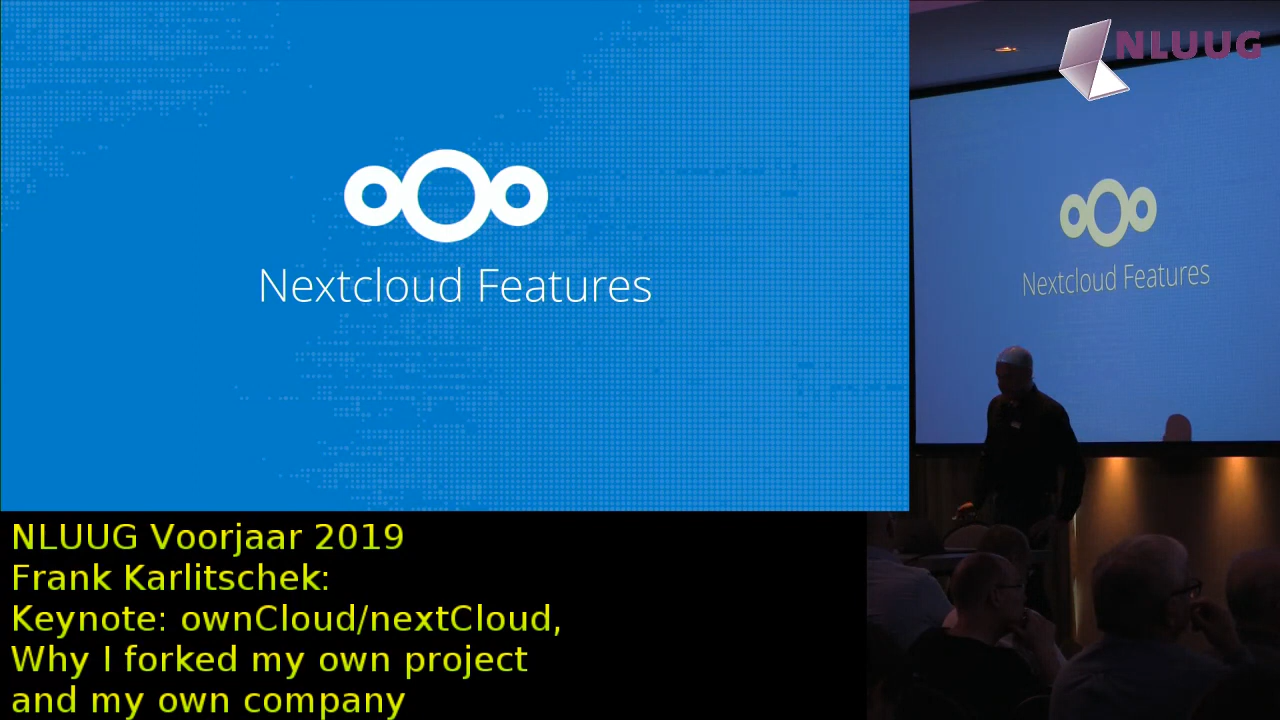 Nextcloud Features
NLUUG
Nextcloud Features
NLUUG Voorjaar 2019
Frank Karlitschek:
Keynote: ownCloud/nextCloud,
Why I forked my own project
and my own company